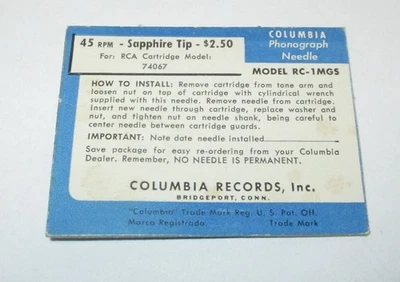 45 RPM - Sapphire Tip - $2.50
For: RCA Cartridge Model:
74067
COLUMBIA
Phonograph
Needle
MODEL RC-1MGS
HOW TO INSTALL: Remove cartridge from tone arm and
loosen nut on top of cartridge with cylindrical wrench
supplied with this needle. Remove washer and old needle.
Insert new needle through cartridge, replace washer and
nut, and tighten nut on needle shank, being careful to
center needle between cartridge guards.
IMPORTANT: Note date needle installed
Save package for easy re-ordering from your Columbia
Dealer. Remember, NO NEEDLE IS PERMANENT.
COLUMBIA RECORDS, Inc.
BRIDGEPORT, CONN.
"Columbia" Trade Mark Reg. U. S. Pat. Off.
Marca Registrada Trade Mark